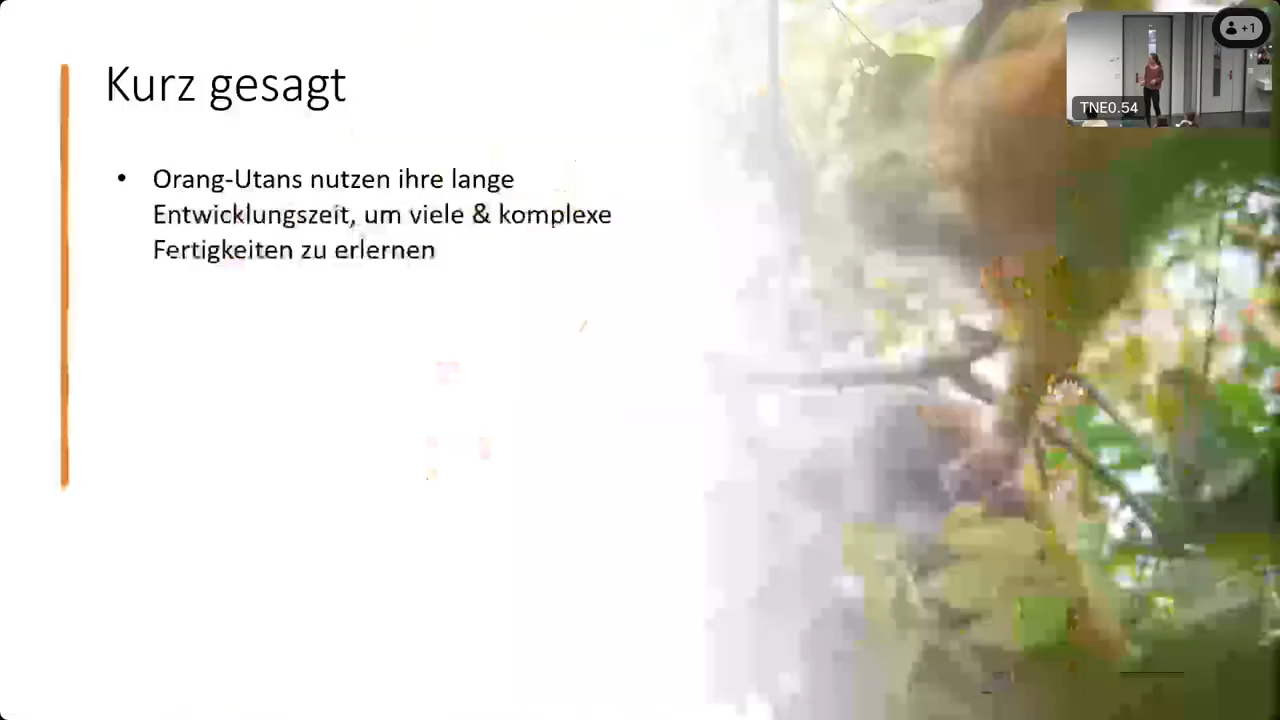 Kurz gesagt
• Orang-Utans nutzen ihre lange
Entwicklungszeit, um viele & komplexe
Fertigkeiten zu erlernen
TNE0.54
+1